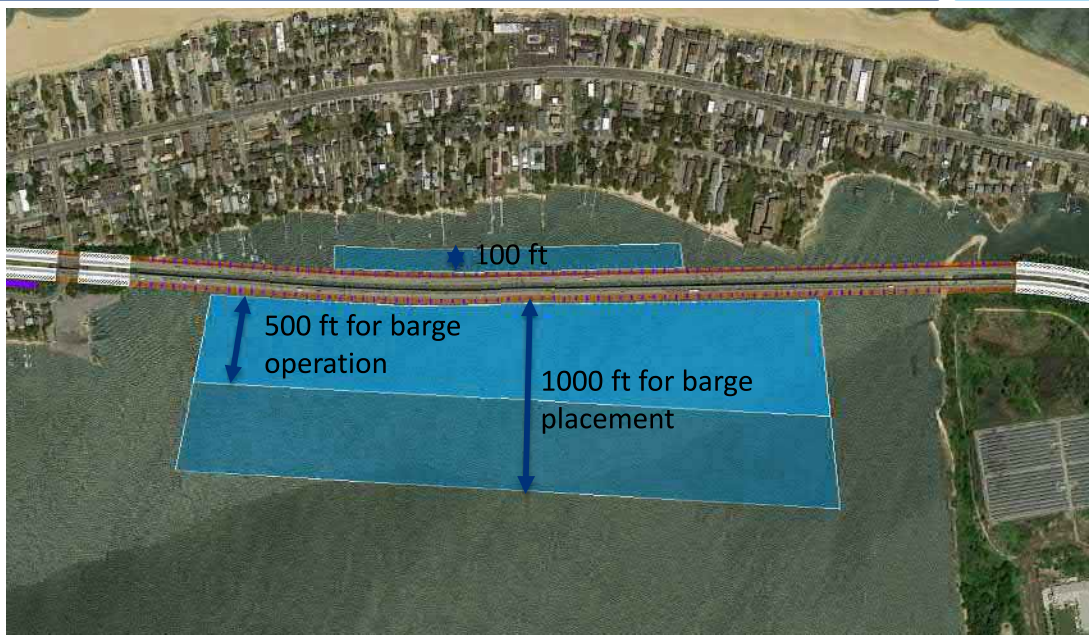 100 ft
500 ft for barge
operation
1000 ft for barge
placement